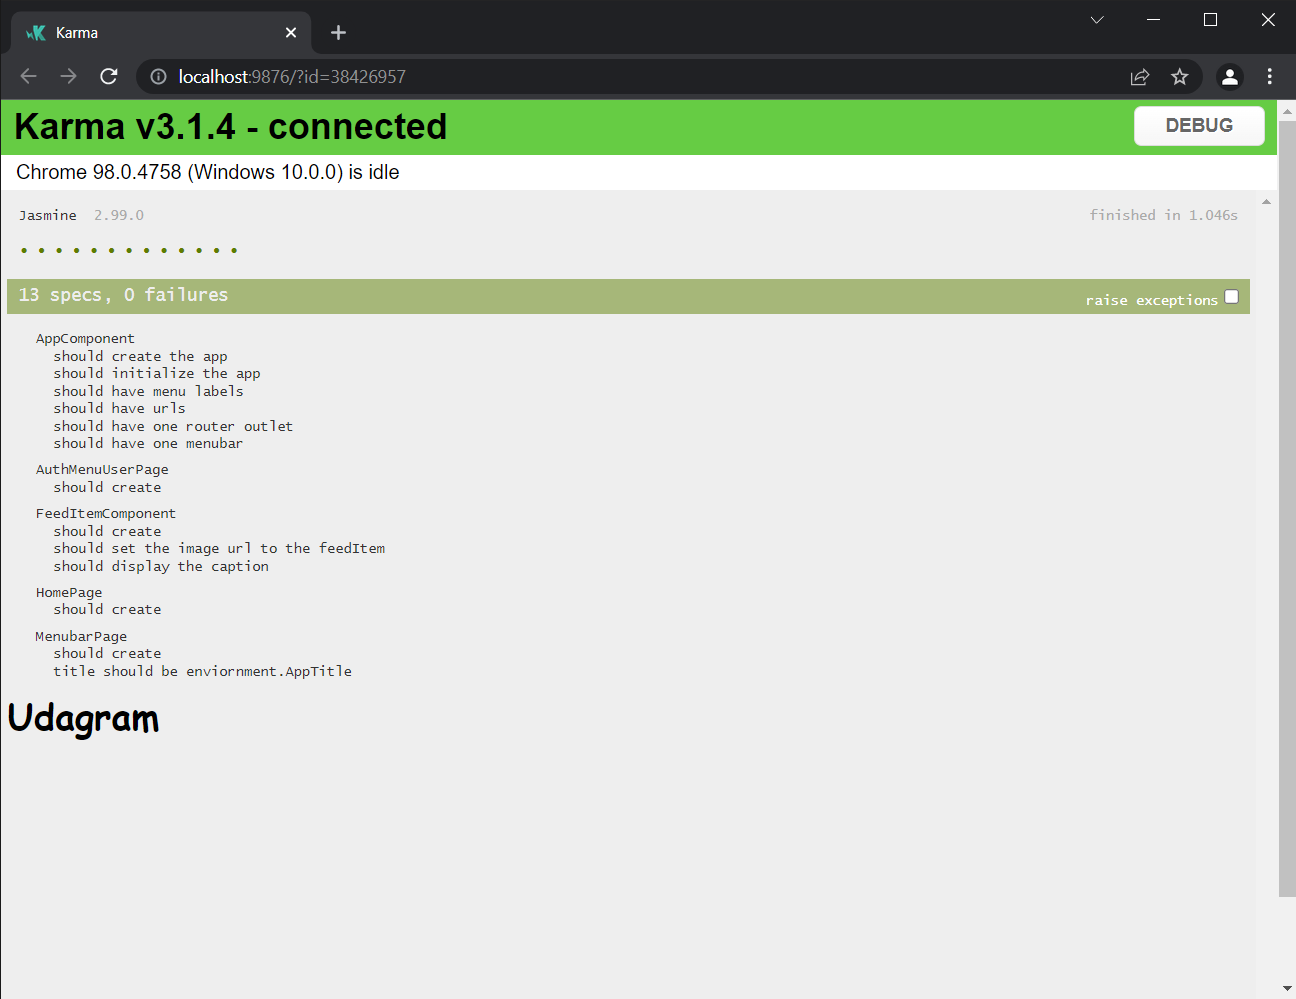 Karma
localhost:9876/?id=38426957
Karma v3.1.4 - connected
DEBUG
Chrome 98.0.4758 (Windows 10.0.0) is idle
Jasmine 2.99.0 finished in 1.046s
• • • • • • • • • • • • •
13 specs, 0 failures raise exceptions
AppComponent
should create the app
should initialize the app
should have menu labels
should have urls
should have one router outlet
should have one menubar
AuthMenuUserPage
should create
FeedItemComponent
should create
should set the image url to the feedItem
should display the caption
HomePage
should create
MenubarPage
should create
title should be enviornment.AppTitle
Udagram